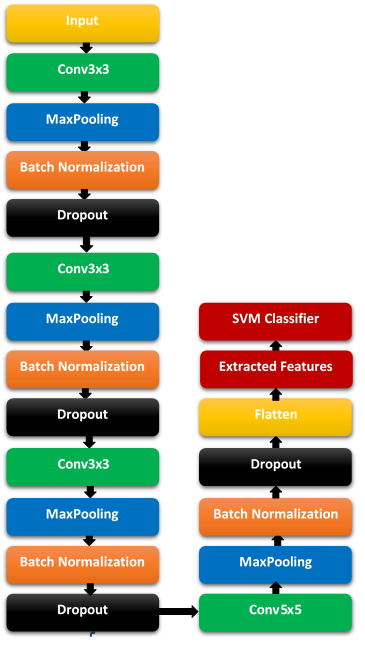 Input
Conv3x3
MaxPooling
Batch Normalization
Dropout
Conv3x3
MaxPooling
Batch Normalization
Dropout
Conv3x3
MaxPooling
Batch Normalization
Dropout
Conv5x5
MaxPooling
Batch Normalization
Dropout
Flatten
Extracted Features
SVM Classifier